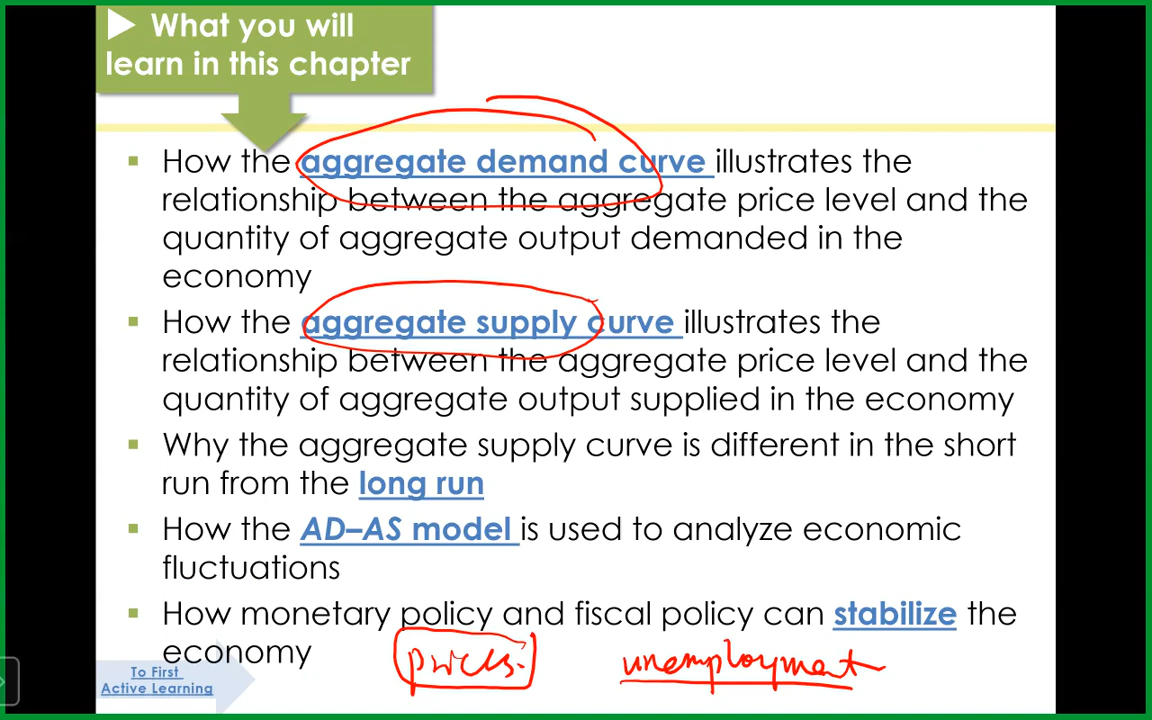 ▶ What you will
learn in this chapter
▪ How the aggregate demand curve illustrates the
relationship between the aggregate price level and the
quantity of aggregate output demanded in the
economy
▪ How the aggregate supply curve illustrates the
relationship between the aggregate price level and the
quantity of aggregate output supplied in the economy
▪ Why the aggregate supply curve is different in the short
run from the long run
▪ How the AD–AS model is used to analyze economic
fluctuations
▪ How monetary policy and fiscal policy can stabilize the
economy
prices. unemployment
To First
Active Learning